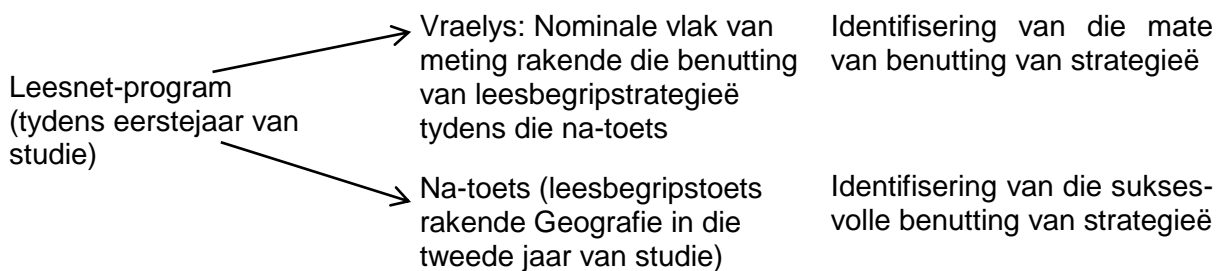 Leesnet-program
(tydens eerstejaar van
studie)
Vraelys: Nominale vlak van
meting rakende die benutting
van leesbegripstrategieë
tydens die na-toets
Identifisering van die mate
van benutting van strategieë
Na-toets (leesbegripstoets
rakende Geografie in die
tweede jaar van studie)
Identifisering van die sukses-
volle benutting van strategieë